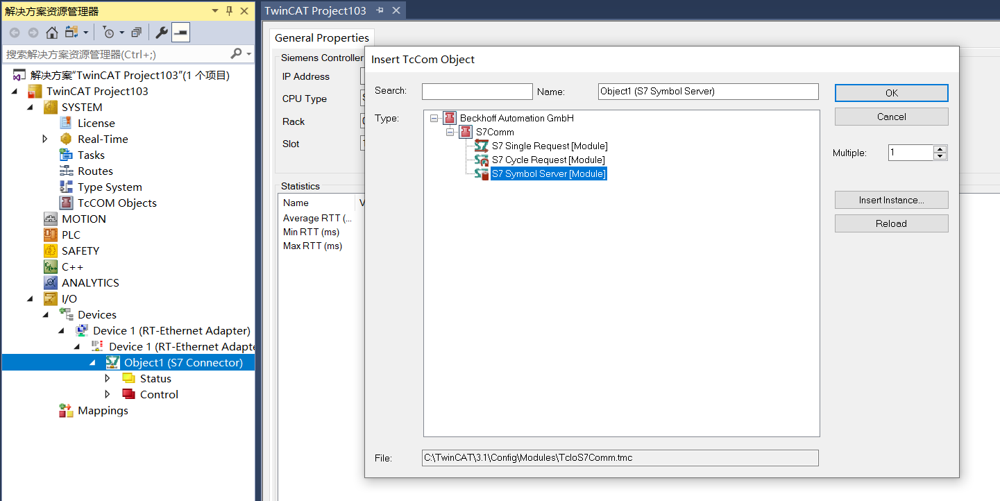 解决方案资源管理器
搜索解决方案资源管理器(Ctrl+;)
解决方案"TwinCAT Project103"(1 个项目)
TwinCAT Project103
SYSTEM
License
Real-Time
Tasks
Routes
Type System
TcCOM Objects
MOTION
PLC
SAFETY
C++
ANALYTICS
I/O
Devices
Device 1 (RT-Ethernet Adapter)
Device 1 (RT-Ethernet Adapte
Object1 (S7 Connector)
Status
Control
Mappings
TwinCAT Project103
General Properties
Siemens Controller
IP Address
CPU Type
Rack
Slot
Statistics
Name
Average RTT (...
Min RTT (ms)
Max RTT (ms)
Insert TcCom Object
Search:
Name: Object1 (S7 Symbol Server)
Type:
Beckhoff Automation GmbH
S7Comm
S7 Single Request [Module]
S7 Cycle Request [Module]
S7 Symbol Server [Module]
OK
Cancel
Multiple: 1
Insert Instance...
Reload
File: C:\TwinCAT\3.1\Config\Modules\TcIoS7Comm.tmc